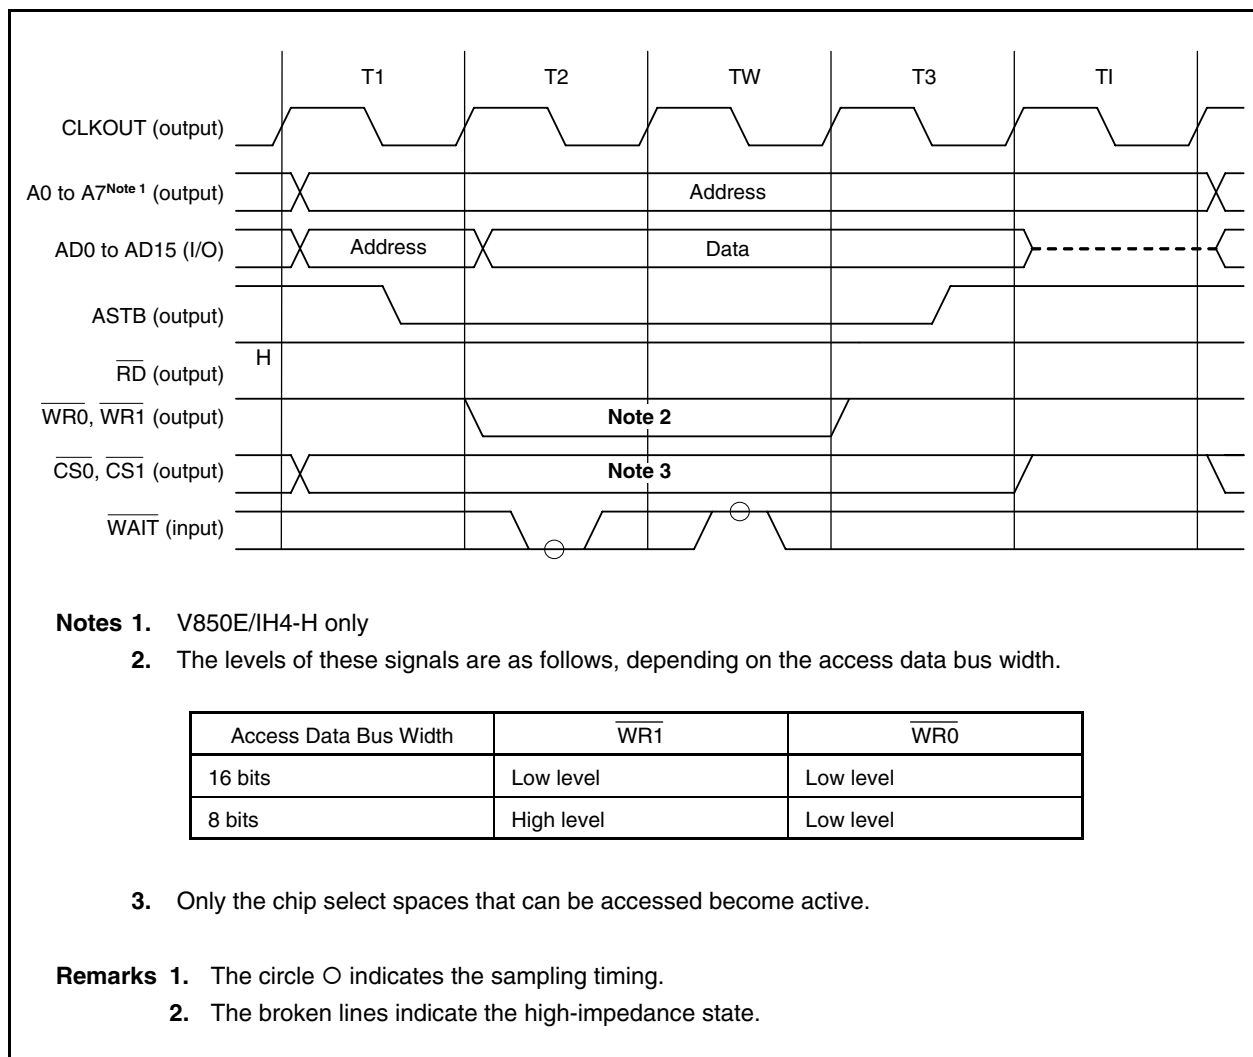 T1 T2 TW T3 TI
CLKOUT (output)
A0 to A7Note 1 (output) Address
AD0 to AD15 (I/O) Address Data
ASTB (output)
H
RD (output)
WR0, WR1 (output) Note 2
CS0, CS1 (output) Note 3
WAIT (input)
Notes 1. V850E/IH4-H only
2. The levels of these signals are as follows, depending on the access data bus width.
Access Data Bus Width WR1 WR0
16 bits Low level Low level
8 bits High level Low level
3. Only the chip select spaces that can be accessed become active.
Remarks 1. The circle ○ indicates the sampling timing.
2. The broken lines indicate the high-impedance state.